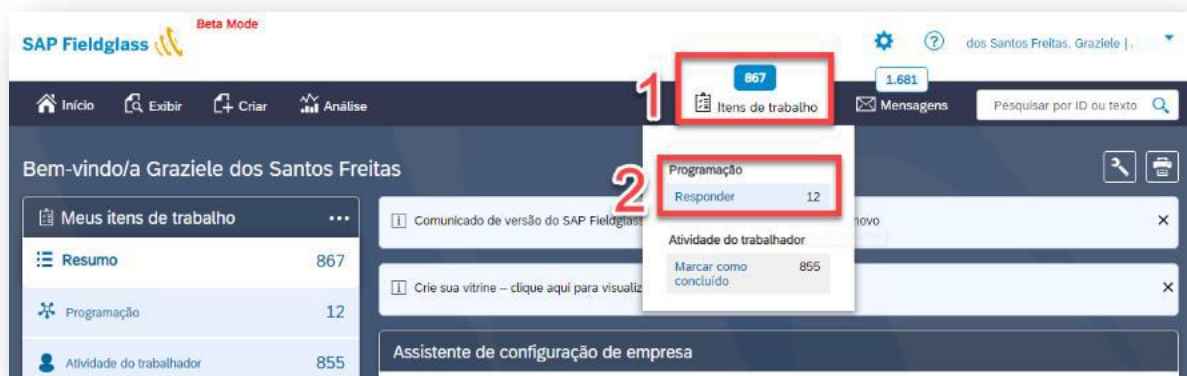 Beta Mode
SAP Fieldglass
dos Santos Freitas, Graziele |
867
1.681
1
Início
Exibir
Criar
Análise
Itens de trabalho
Mensagens
Pesquisar por ID ou texto
Bem-vindo/a Graziele dos Santos Freitas
2
Programação
Responder 12
Meus itens de trabalho
Comunicado de versão do SAP Fieldglass
novo
Atividade do trabalhador
Resumo 867
Marcar como 855
concluído
Crie sua vitrine – clique aqui para
Programação 12
Atividade do trabalhador 855
Assistente de configuração de empresa